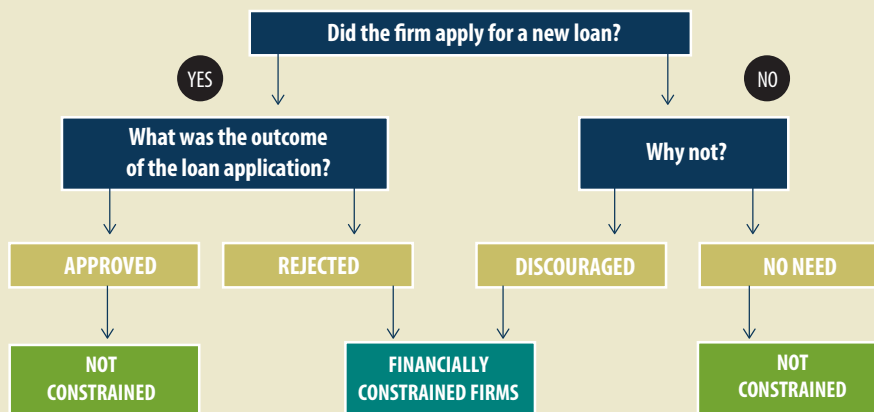 Did the firm apply for a new loan?
YES
NO
What was the outcome
of the loan application?
Why not?
APPROVED
REJECTED
DISCOURAGED
NO NEED
NOT
CONSTRAINED
FINANCIALLY
CONSTRAINED FIRMS
NOT
CONSTRAINED